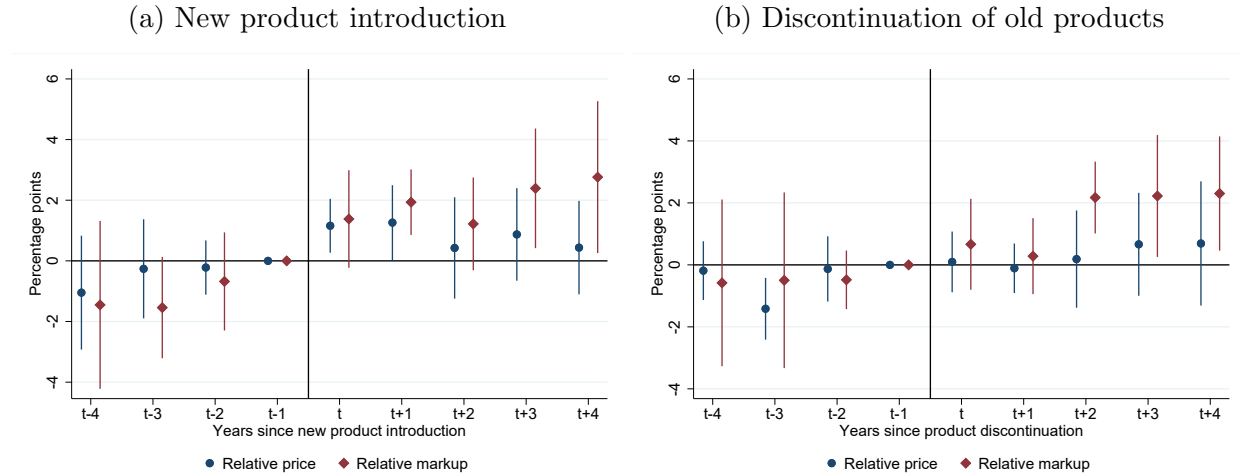 (a) New product introduction
Percentage points
6
4
2
0
-2
-4
t-4 t-3 t-2 t-1 t t+1 t+2 t+3 t+4
Years since new product introduction
Relative price Relative markup
(b) Discontinuation of old products
Percentage points
6
4
2
0
-2
-4
t-4 t-3 t-2 t-1 t t+1 t+2 t+3 t+4
Years since product discontinuation
Relative price Relative markup